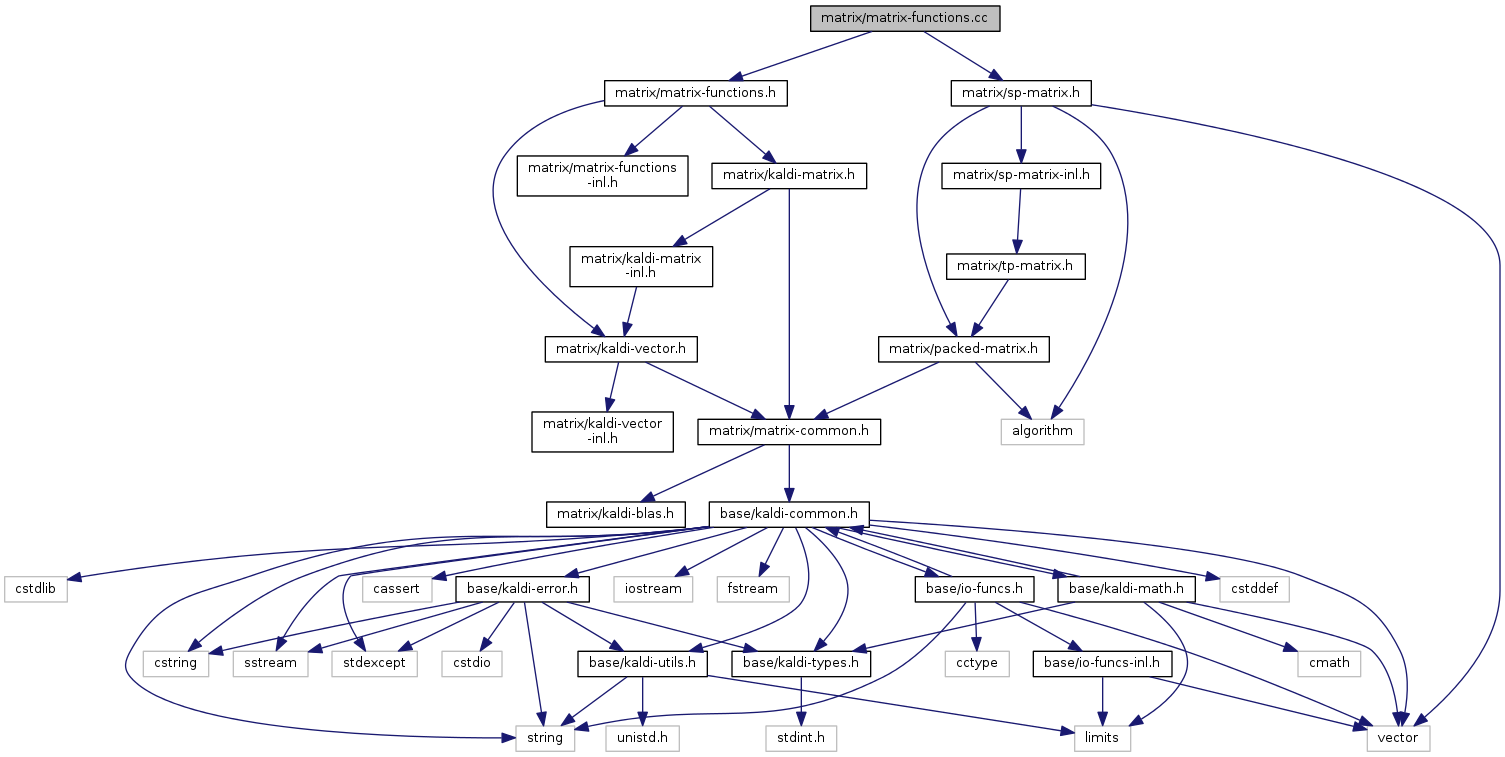 matrix/matrix-functions.cc
matrix/matrix-functions.h
matrix/sp-matrix.h
matrix/matrix-functions
-inl.h
matrix/kaldi-matrix.h
matrix/sp-matrix-inl.h
matrix/kaldi-matrix
-inl.h
matrix/tp-matrix.h
matrix/kaldi-vector.h
matrix/packed-matrix.h
matrix/kaldi-vector
-inl.h
matrix/matrix-common.h
algorithm
matrix/kaldi-blas.h
base/kaldi-common.h
cstdlib
cassert
base/kaldi-error.h
iostream
fstream
base/io-funcs.h
base/kaldi-math.h
cstddef
cstring
sstream
stdexcept
cstdio
base/kaldi-utils.h
base/kaldi-types.h
cctype
base/io-funcs-inl.h
cmath
string
unistd.h
stdint.h
limits
vector